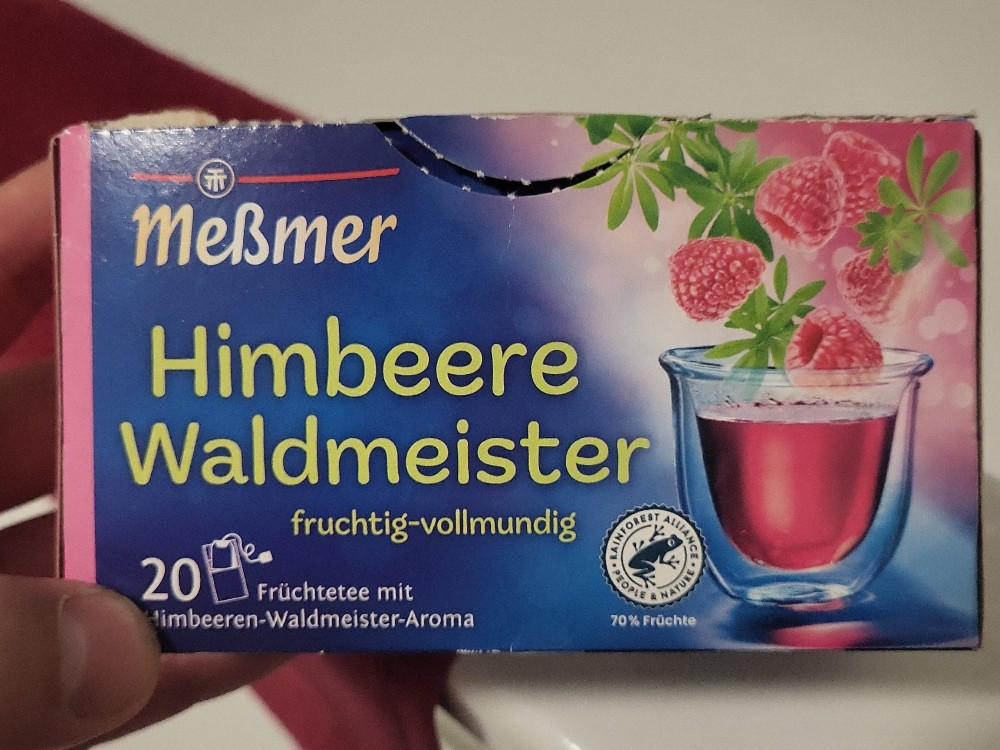 Meßmer
Himbeere
Waldmeister
fruchtig-vollmundig
20
Früchtetee mit
Himbeeren-Waldmeister-Aroma
RAINFOREST ALLIANCE
PEOPLE & NATURE
70% Früchte